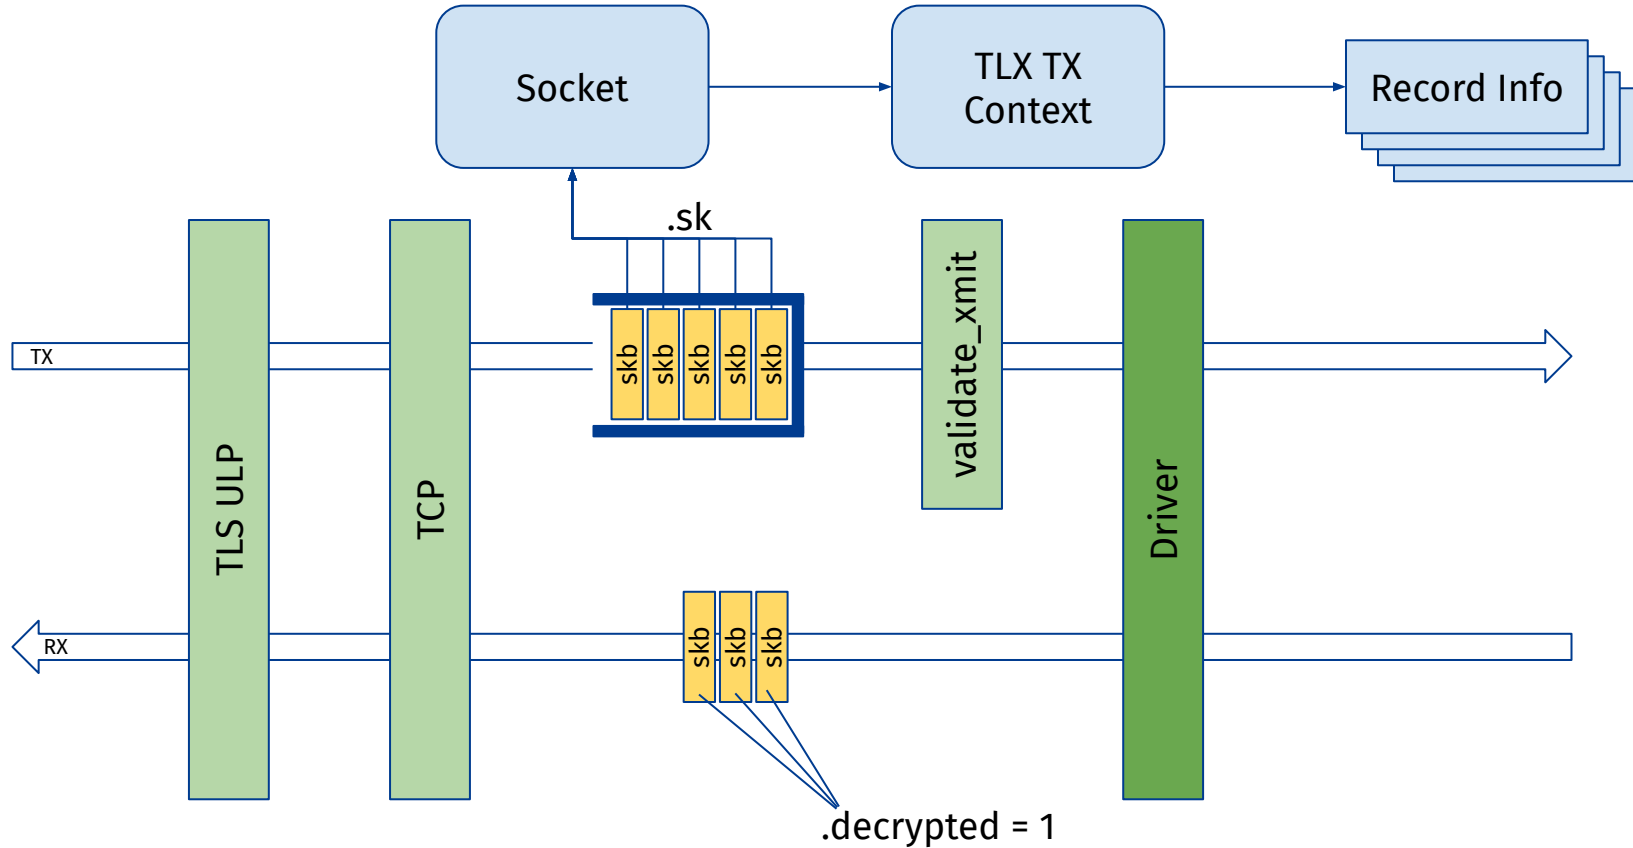 Socket
TLX TX
Context
Record Info
.sk
TX
skb
skb
skb
skb
skb
validate_xmit
TLS ULP
TCP
Driver
RX
skb
skb
skb
.decrypted = 1